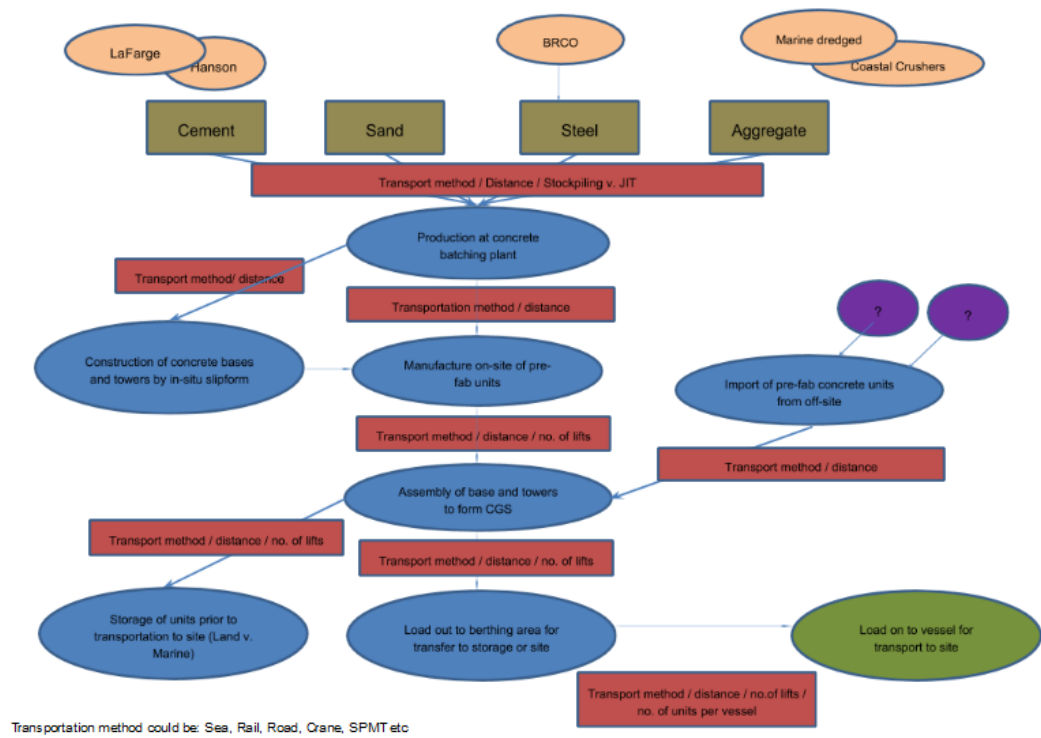 LaFarge
Hanson
BRCO
Marine dredged
Coastal Crushers
Cement
Sand
Steel
Aggregate
Transport method / Distance / Stockpiling v. JIT
Production at concrete
batching plant
Transport method/ distance
Transportation method / distance
?
?
Construction of concrete bases
and towers by in-situ slipform
Manufacture on-site of pre-
fab units
Import of pre-fab concrete units
from off-site
Transport method / distance / no. of lifts
Transport method / distance
Assembly of base and towers
to form CGS
Transport method / distance / no. of lifts
Transport method / distance / no. of lifts
Storage of units prior to
transportation to site (Land v.
Marine)
Load out to berthing area for
transfer to storage or site
Load on to vessel for
transport to site
Transport method / distance / no.of lifts /
no. of units per vessel
Transportation method could be: Sea, Rail, Road, Crane, SPMT etc